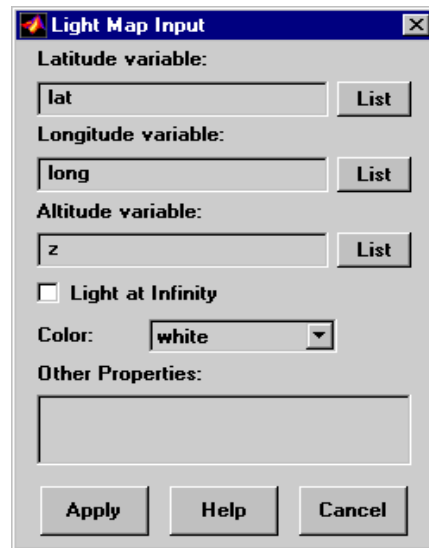 Light Map Input
Latitude variable:
lat List
Longitude variable:
long List
Altitude variable:
z List
Light at Infinity
Color: white
Other Properties:
Apply Help Cancel